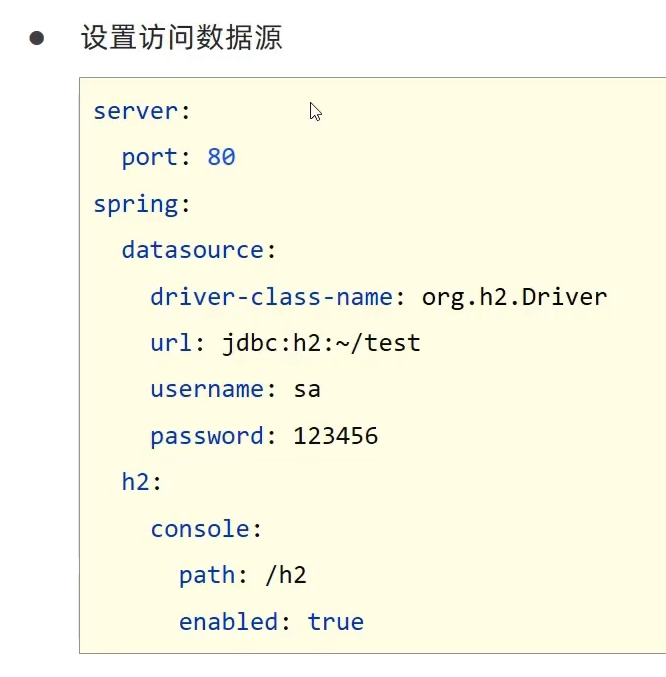 ● 设置访问数据源
server:
  port: 80
spring:
  datasource:
    driver-class-name: org.h2.Driver
    url: jdbc:h2:~/test
    username: sa
    password: 123456
  h2:
    console:
      path: /h2
      enabled: true